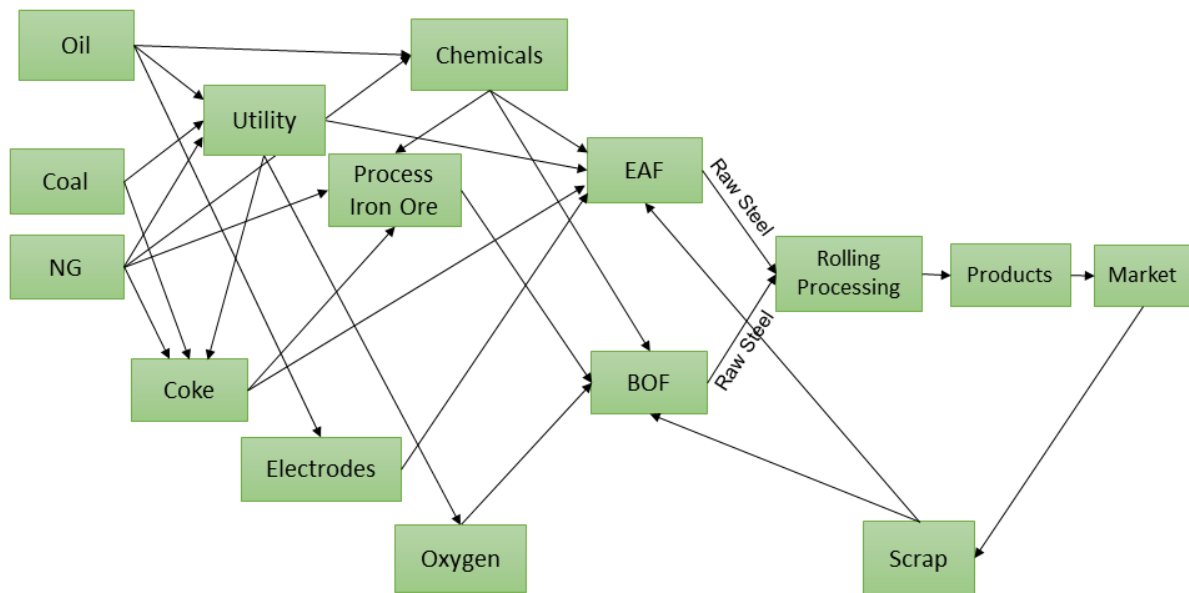 Oil
Chemicals
Utility
Coal
Process
Iron Ore
EAF
Raw Steel
NG
Rolling
Processing
Products
Market
Coke
BOF
Raw Steel
Electrodes
Oxygen
Scrap